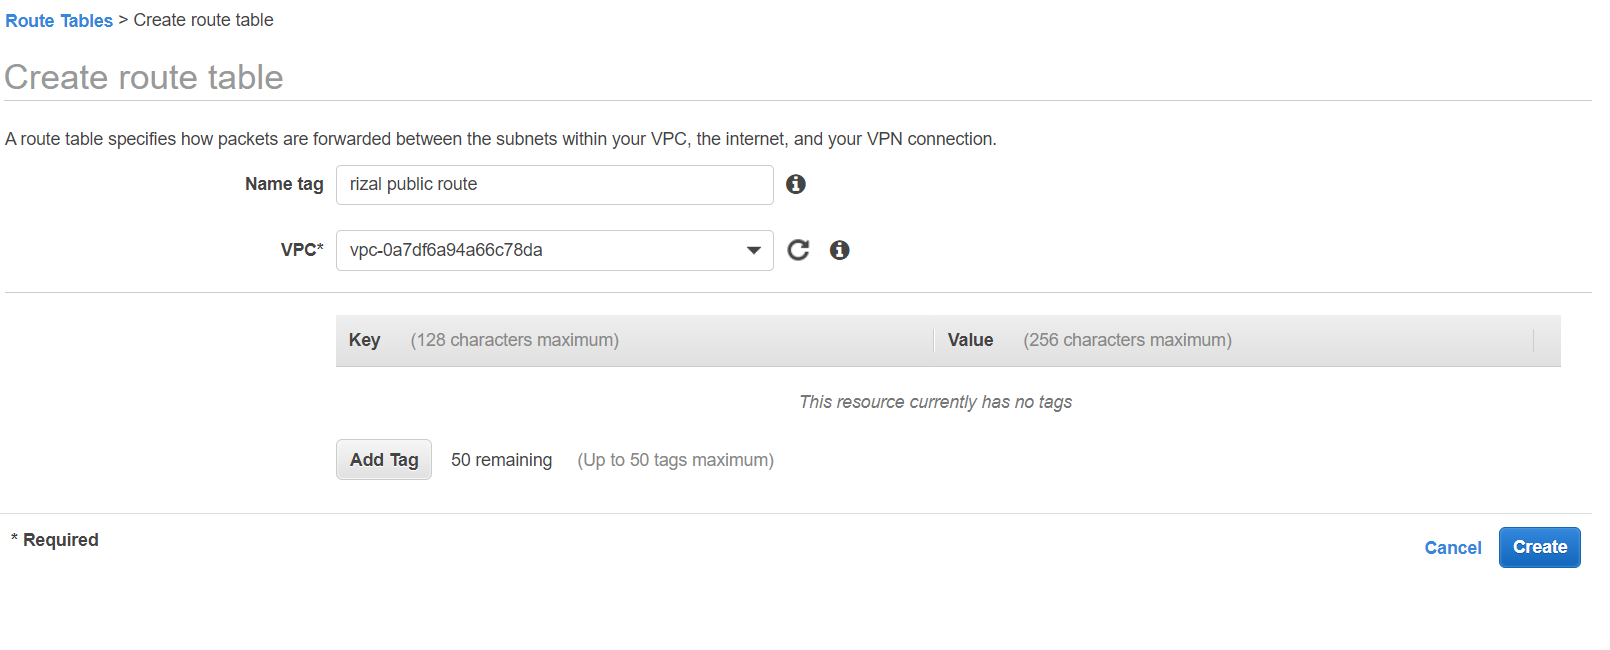 Route Tables > Create route table
Create route table
A route table specifies how packets are forwarded between the subnets within your VPC, the internet, and your VPN connection.
Name tag rizal public route
VPC* vpc-0a7df6a94a66c78da
Key (128 characters maximum) Value (256 characters maximum)
This resource currently has no tags
Add Tag 50 remaining (Up to 50 tags maximum)
* Required Cancel Create